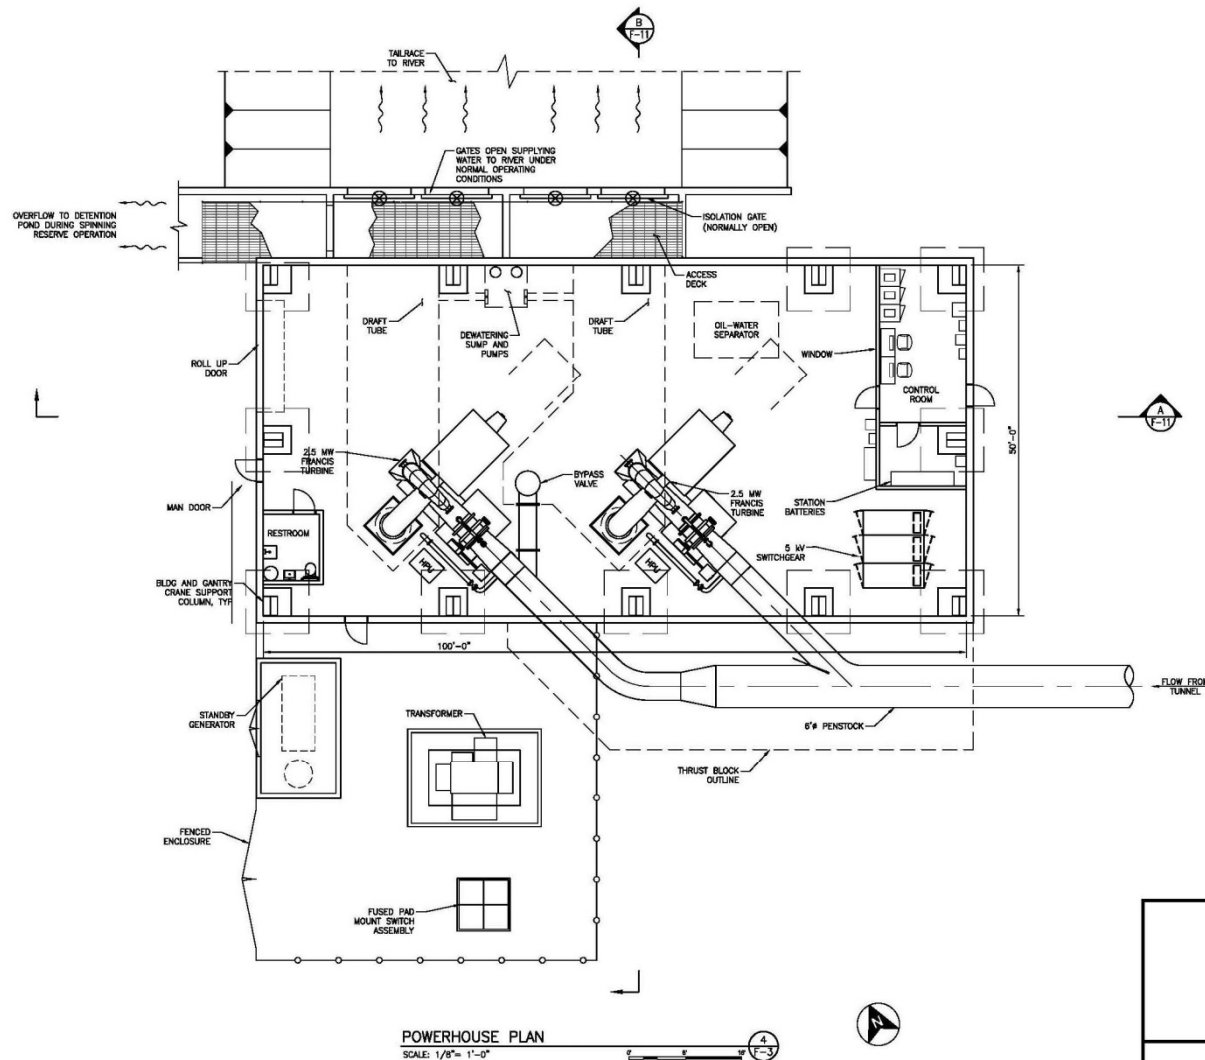 B
F-11
TAILRACE
TO RIVER
GATES OPEN SUPPLYING
WATER TO RIVER UNDER
NORMAL OPERATING
CONDITIONS
OVERFLOW TO DETENTION
POND DURING SPINNING
RESERVE OPERATION
ISOLATION GATE
(NORMALLY OPEN)
ACCESS
DECK
DRAFT
TUBE
DEWATERING
SUMP AND
PUMPS
DRAFT
TUBE
OIL-WATER
SEPARATOR
WINDOW
ROLL UP
DOOR
CONTROL
ROOM
A
F-11
50'-0"
2.5 MW
FRANCIS
TURBINE
BYPASS
VALVE
2.5 MW
FRANCIS
TURBINE
STATION
BATTERIES
MAN DOOR
RESTROOM
5 kV
SWITCHGEAR
HPU
HPU
BLDG AND GANTRY
CRANE SUPPORT
COLUMN, TYP
100'-0"
FLOW FROM
TUNNEL
STANDBY
GENERATOR
TRANSFORMER
6'ø PENSTOCK
THRUST BLOCK
OUTLINE
FENCED
ENCLOSURE
FUSED PAD
MOUNT SWITCH
ASSEMBLY
N
POWERHOUSE PLAN
SCALE: 1/8"= 1'-0"
4
F-3
0' 8' 16'